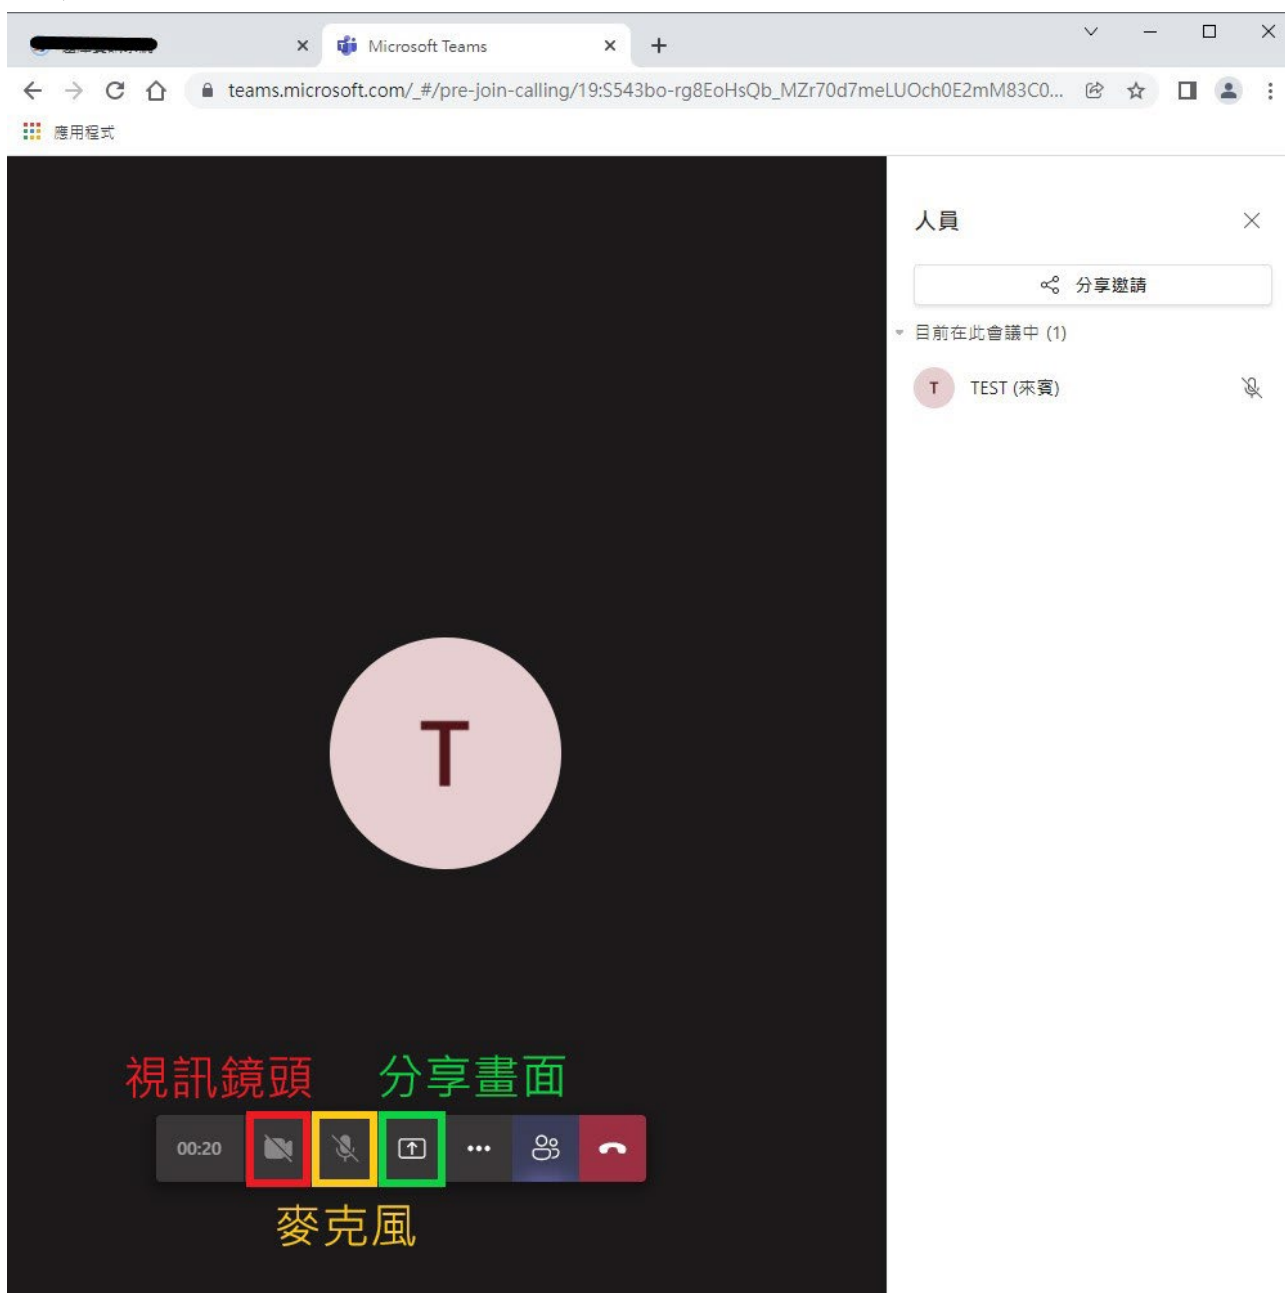 Microsoft Teams
teams.microsoft.com/_#/pre-join-calling/19:S543bo-rg8EoHsQb_MZr70d7meLUOch0E2mM83C0...
應用程式
人員
分享邀請
目前在此會議中 (1)
T TEST (來賓)
T
視訊鏡頭 分享畫面
00:20
麥克風